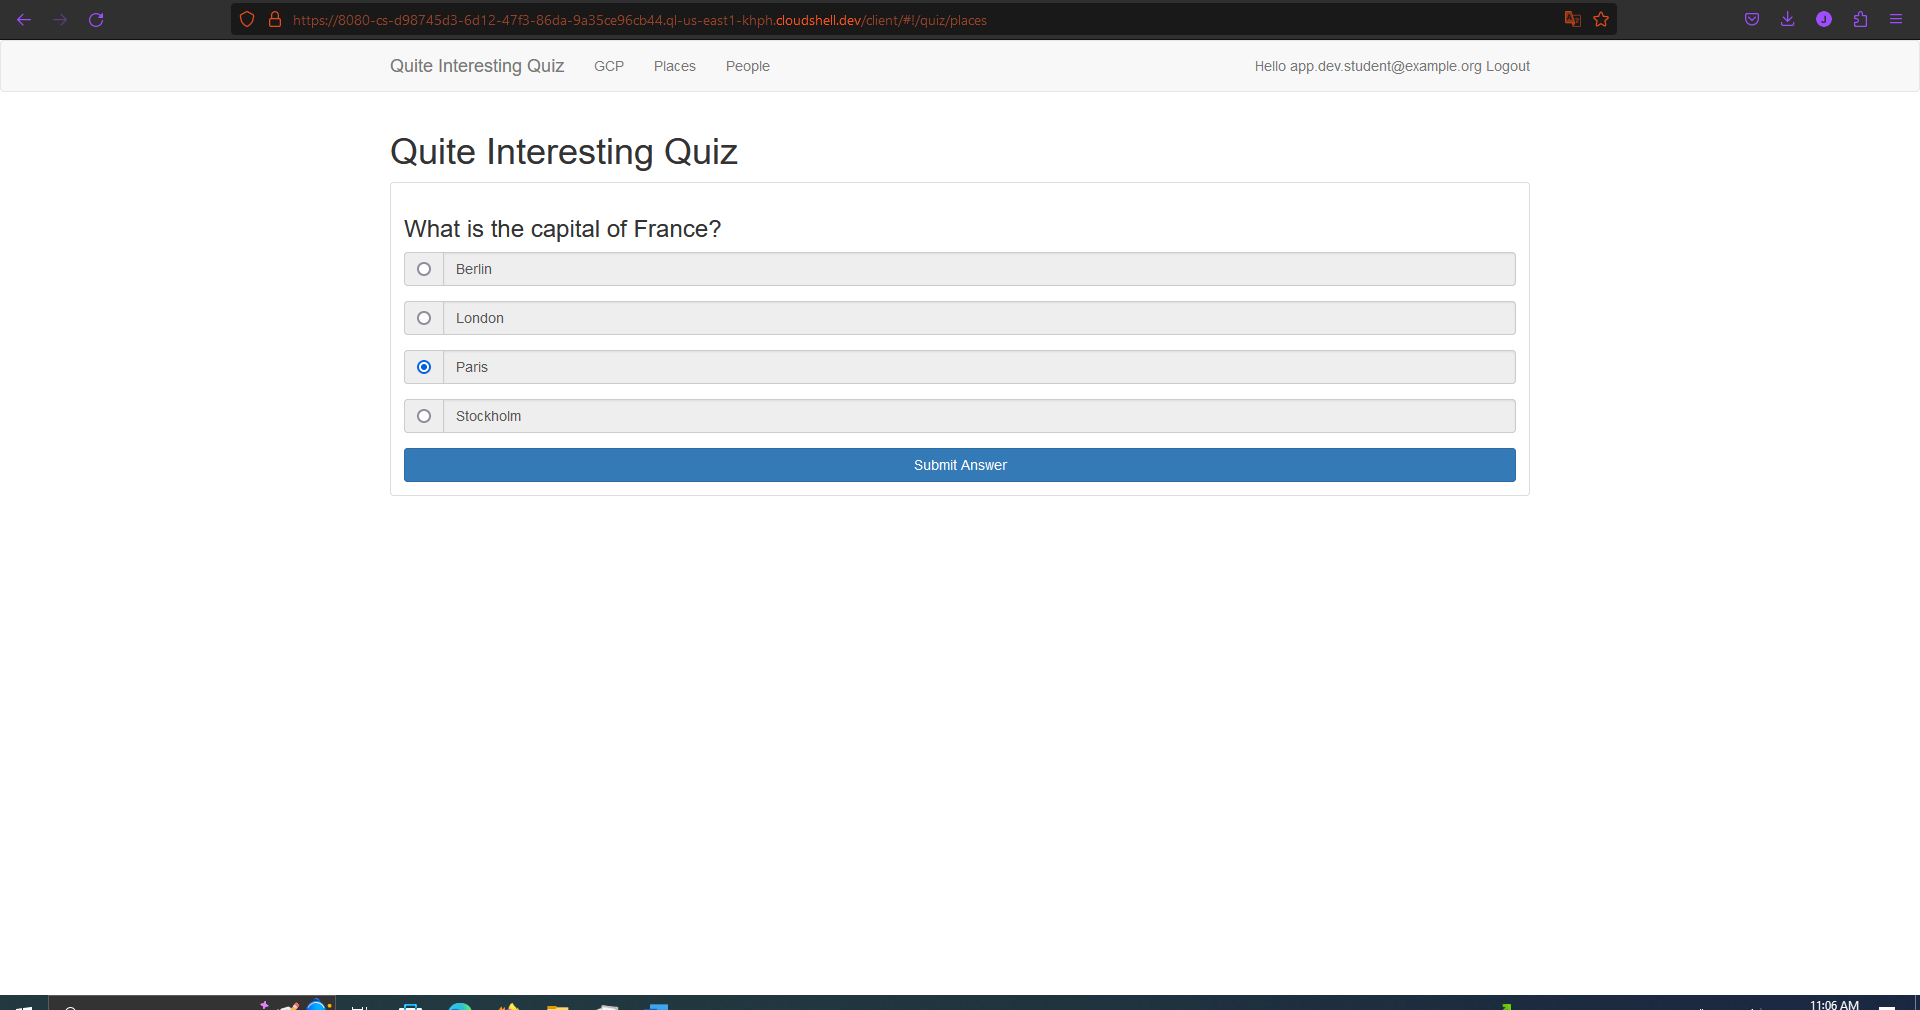 https://8080-cs-d98745d3-6d12-47f3-86da-9a35ce96cb44.ql-us-east1-khph.cloudshell.dev/client/#!/quiz/places
J
Quite Interesting Quiz GCP Places People Hello app.dev.student@example.org Logout
Quite Interesting Quiz
What is the capital of France?
Berlin
London
Paris
Stockholm
Submit Answer
11:06 AM